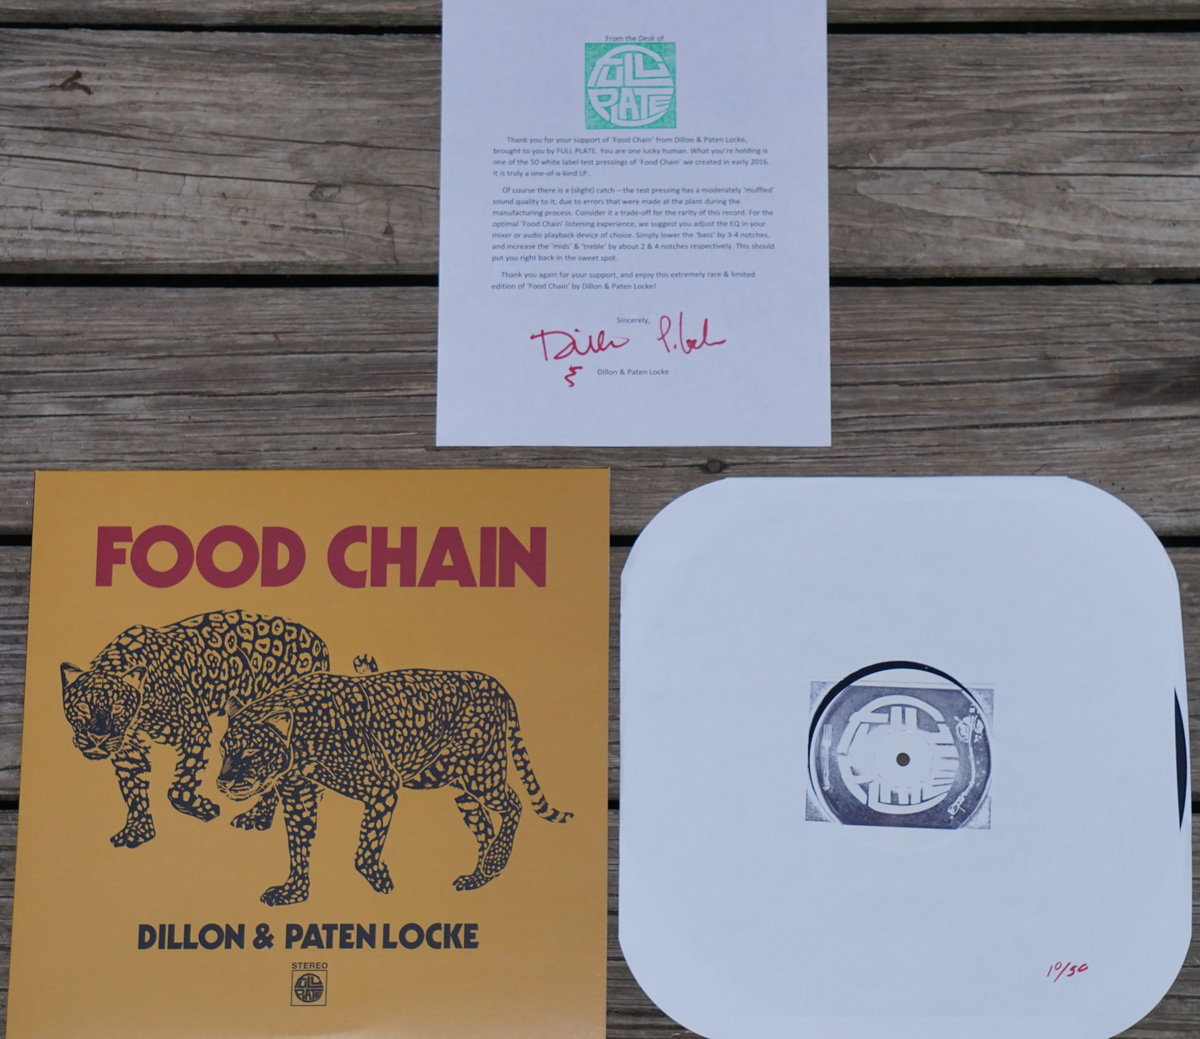 From the Desk of
FULL
PLATE
Thank you for your support of 'Food Chain' from Dillon & Paten Locke,
brought to you by FULL PLATE. You are one lucky human. What you're holding is
one of the 50 white label test pressings of 'Food Chain' we created in early 2016.
It is truly a one-of-a-kind LP.
Of course there is a (slight) catch – the test pressing has a moderately 'muffled'
sound quality to it, due to errors that were made at the plant during the
manufacturing process. Consider it a trade-off for the rarity of this record. For the
optimal 'Food Chain' listening experience, we suggest you adjust the EQ in your
mixer or audio playback device of choice. Simply lower the 'bass' by 3-4 notches,
and increase the 'mids' & 'treble' by about 2 & 4 notches respectively. This should
put you right back in the sweet spot.
Thank you again for your support, and enjoy this extremely rare & limited
edition of 'Food Chain' by Dillon & Paten Locke!
Sincerely,
Dillon P. Locke
Dillon & Paten Locke
FOOD CHAIN
DILLON & PATEN LOCKE
STEREO
FULL
PLATE
FULL
PLATE
10/50